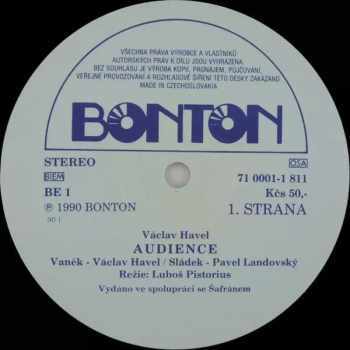 VŠECHNA PRÁVA VÝROBCE A VLASTNÍKŮ
AUTORSKÝCH PRÁV K DÍLU JSOU VYHRAZENA.
BEZ SOUHLASU JE VÝROBA KOPIÍ, PRONÁJEM, PŮJČOVÁNÍ,
VEŘEJNÉ PROVOZOVÁNÍ A ROZHLASOVÉ ŠÍŘENÍ TÉTO DESKY ZAKÁZÁNO
MADE IN CZECHOSLOVAKIA
BONTON
STEREO OSA
BIEM 71 0001-1 811
BE 1 Kčs 50,-
℗ 1990 BONTON 1. STRANA
Václav Havel
AUDIENCE
Vaněk - Václav Havel / Sládek - Pavel Landovský
Režie: Luboš Pistorius
Vydáno ve spolupráci se Šafránem